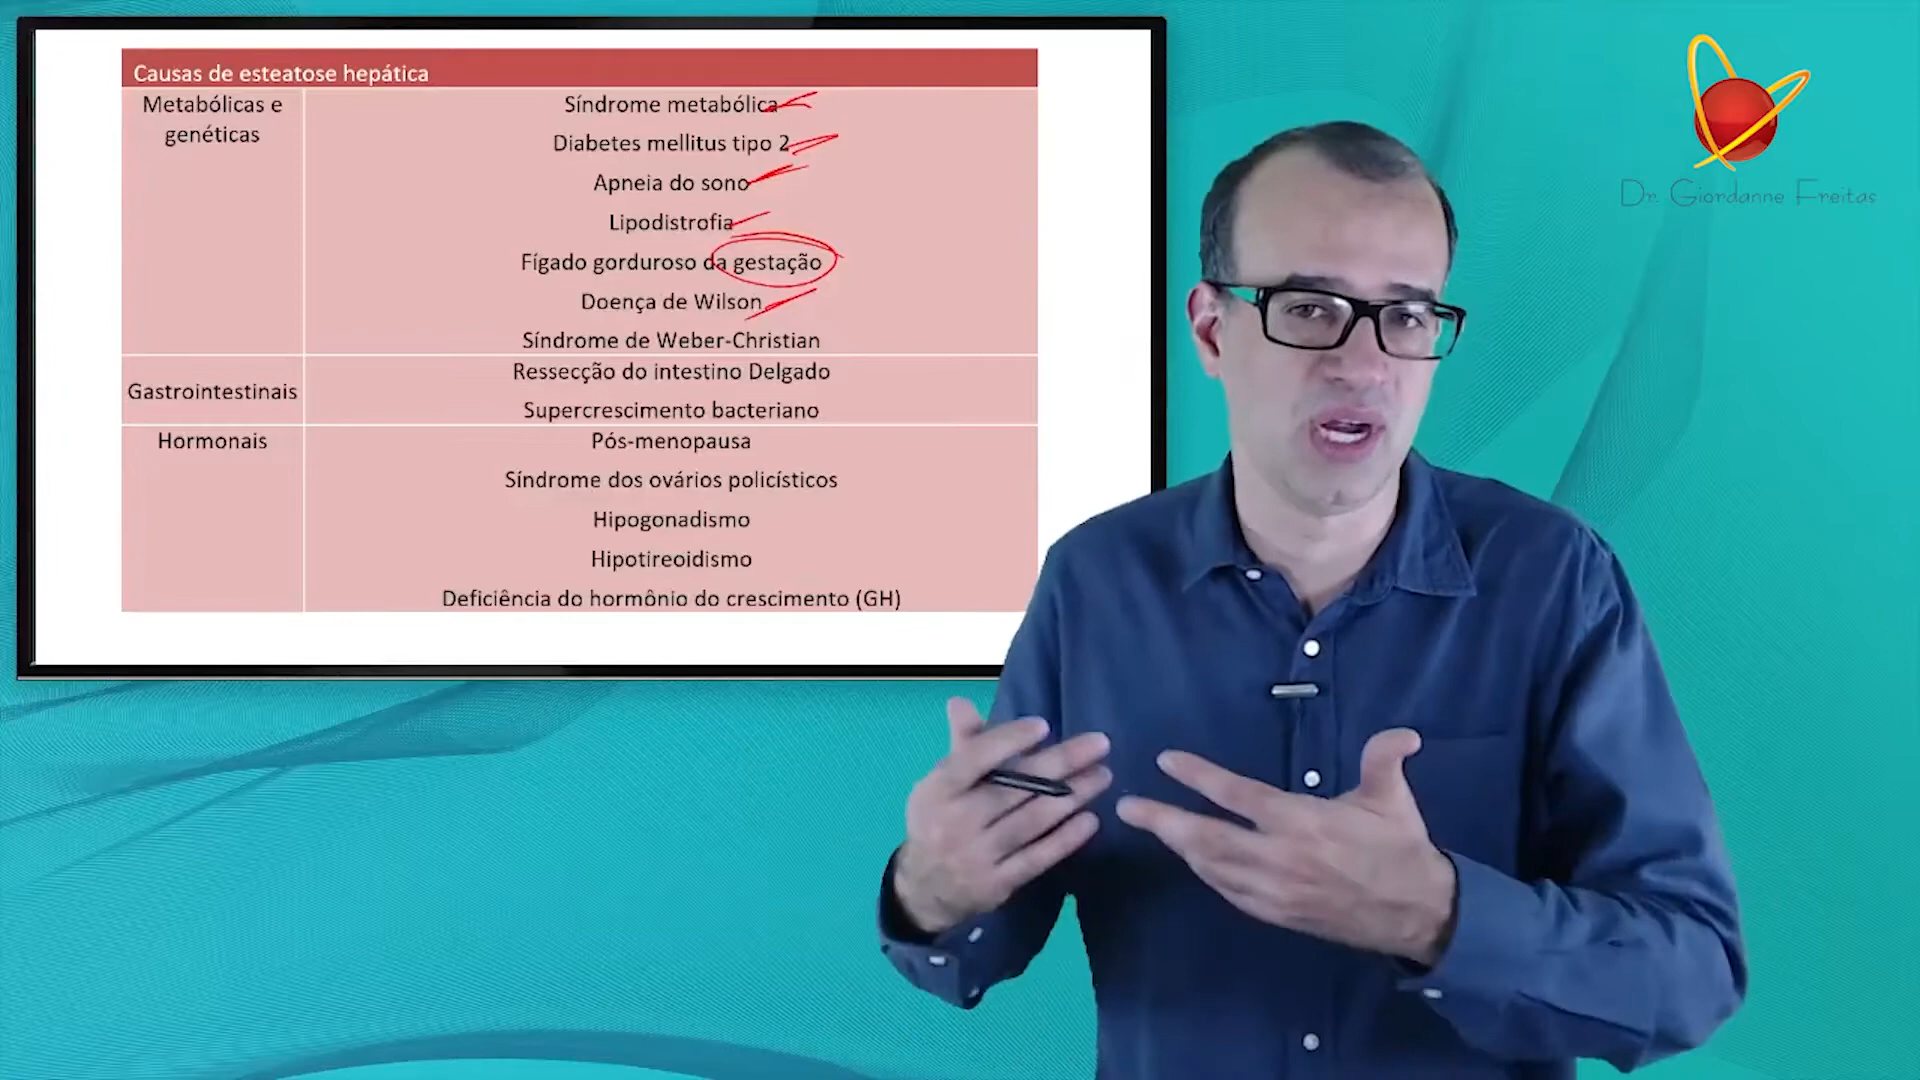 Causas de esteatose hepática
Metabólicas e
genéticas
Síndrome metabólica
Diabetes mellitus tipo 2
Apneia do sono
Lipodistrofia
Fígado gorduroso da gestação
Doença de Wilson
Síndrome de Weber-Christian
Gastrointestinais
Ressecção do intestino Delgado
Supercrescimento bacteriano
Hormonais
Pós-menopausa
Síndrome dos ovários policísticos
Hipogonadismo
Hipotireoidismo
Deficiência do hormônio do crescimento (GH)
Dr. Giordanne Freitas